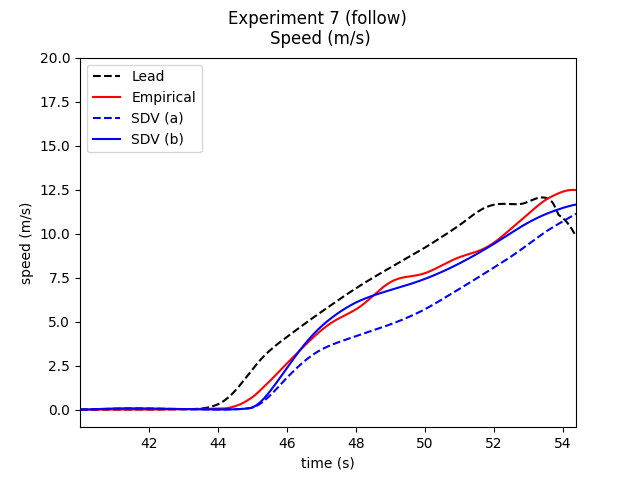 Experiment 7 (follow)
Speed (m/s)
20.0
17.5
15.0
12.5
10.0
7.5
5.0
2.5
0.0
speed (m/s)
Lead
Empirical
SDV (a)
SDV (b)
42 44 46 48 50 52 54
time (s)